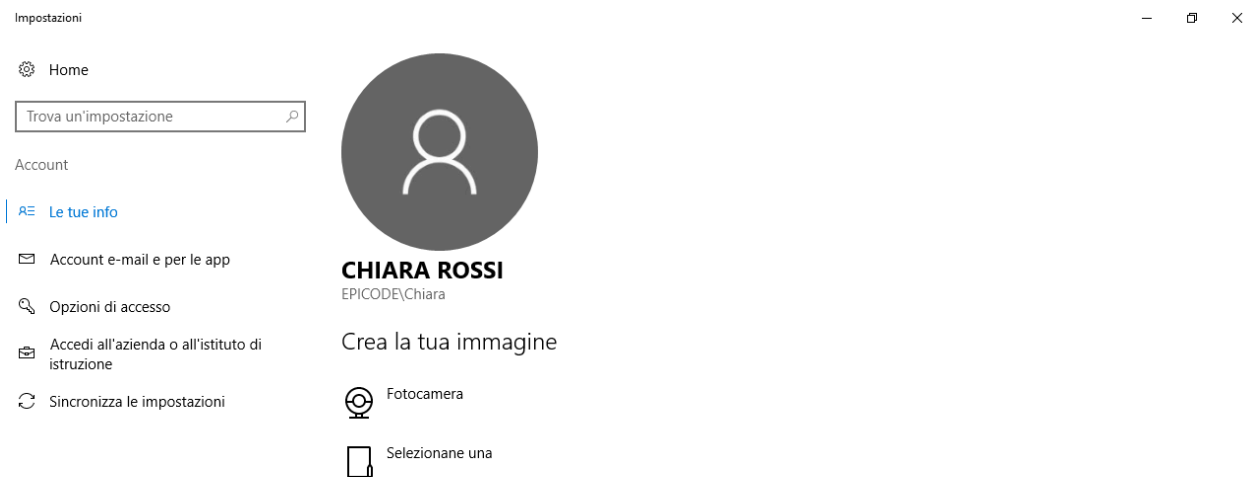 Impostazioni
Home
Trova un'impostazione
Account
Le tue info
Account e-mail e per le app
Opzioni di accesso
Accedi all'azienda o all'istituto di
istruzione
Sincronizza le impostazioni
CHIARA ROSSI
EPICODE\Chiara
Crea la tua immagine
Fotocamera
Selezionane una